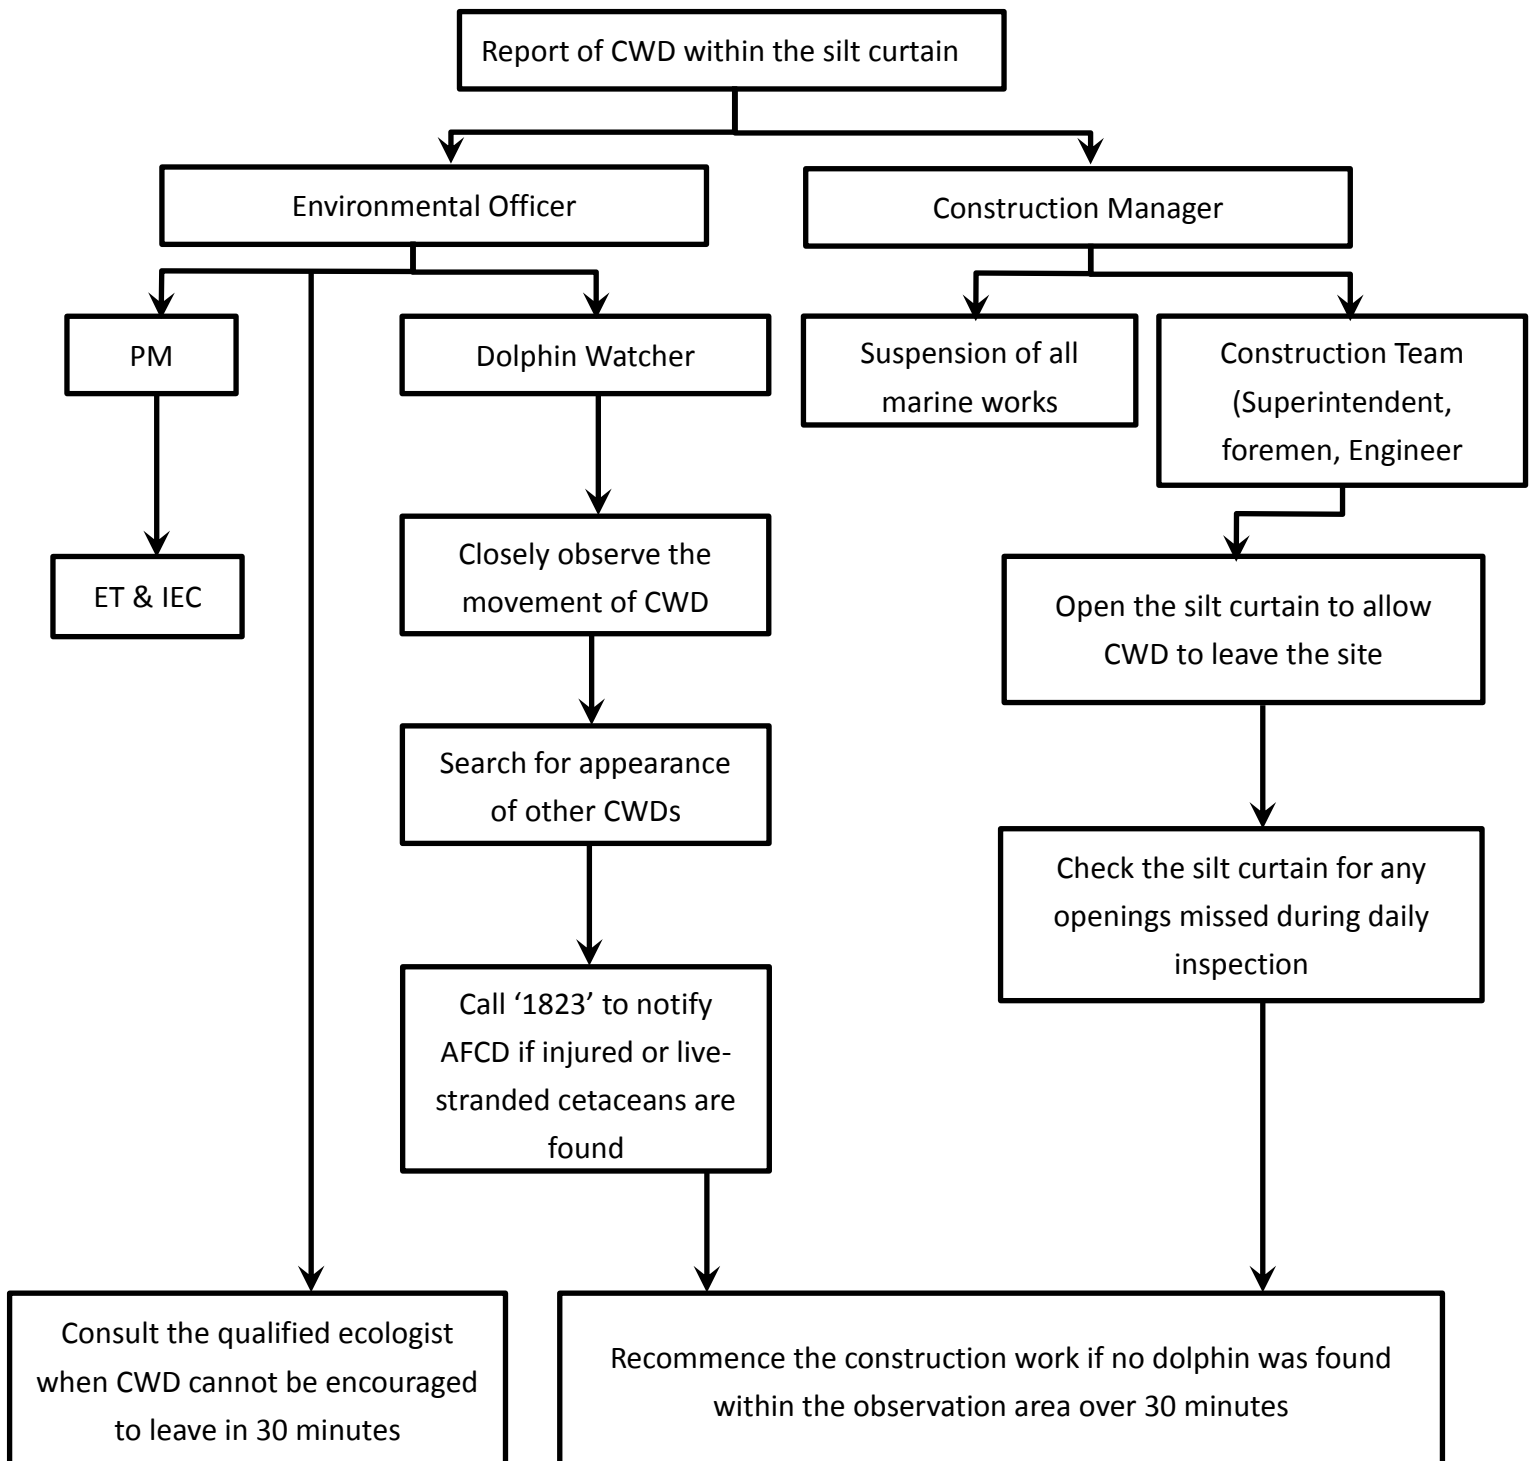 Report of CWD within the silt curtain
Environmental Officer
Construction Manager
PM
Dolphin Watcher
Suspension of all
marine works
Construction Team
(Superintendent,
foremen, Engineer
ET & IEC
Closely observe the
movement of CWD
Open the silt curtain to allow
CWD to leave the site
Search for appearance
of other CWDs
Check the silt curtain for any
openings missed during daily
inspection
Call ‘1823’ to notify
AFCD if injured or live-
stranded cetaceans are
found
Consult the qualified ecologist
when CWD cannot be encouraged
to leave in 30 minutes
Recommence the construction work if no dolphin was found
within the observation area over 30 minutes